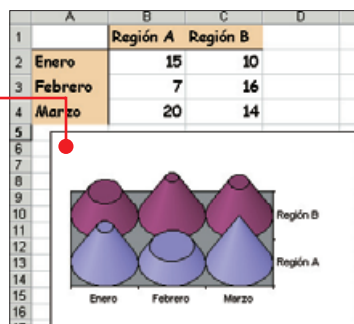 A B C D
1 Región A Región B
2 Enero 15 10
3 Febrero 7 16
4 Marzo 20 14
5
6
7
8
9
10 Región B
11
12
13 Región A
14
15 Enero Febrero Marzo
16